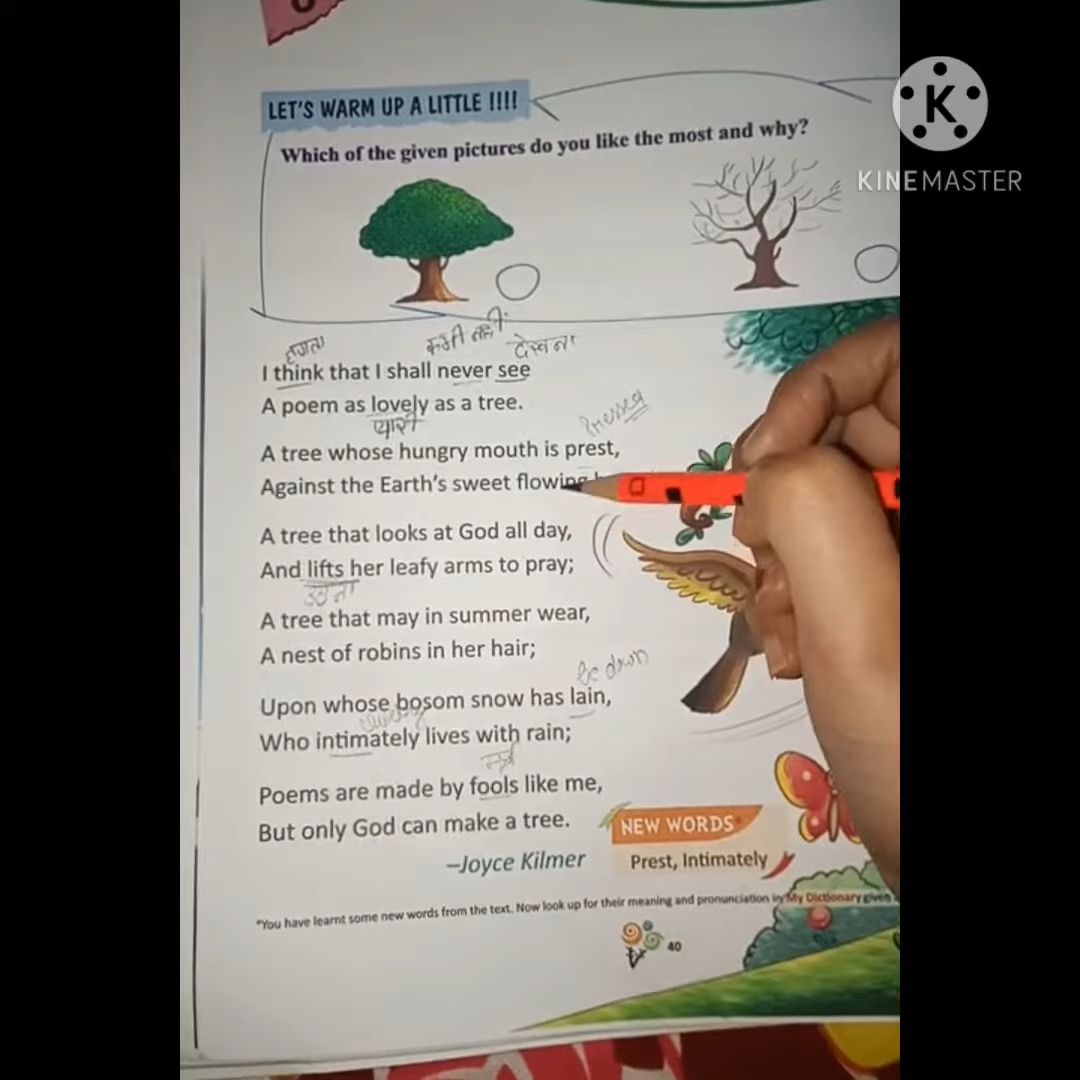 LET'S WARM UP A LITTLE !!!!
Which of the given pictures do you like the most and why?
K
KINEMASTER
कभी नहीं
देखना
I think that I shall never see
A poem as lovely as a tree.
प्यारी
Pressed
A tree whose hungry mouth is prest,
Against the Earth's sweet flowing
A tree that looks at God all day,
And lifts her leafy arms to pray;
उठना
A tree that may in summer wear,
A nest of robins in her hair;
down
Upon whose bosom snow has lain,
Who intimately lives with rain;
Poems are made by fools like me,
But only God can make a tree.
–Joyce Kilmer
NEW WORDS
Prest, Intimately
*You have learnt some new words from the text. Now look up for their meaning and pronunciation in My Dictionary given
40